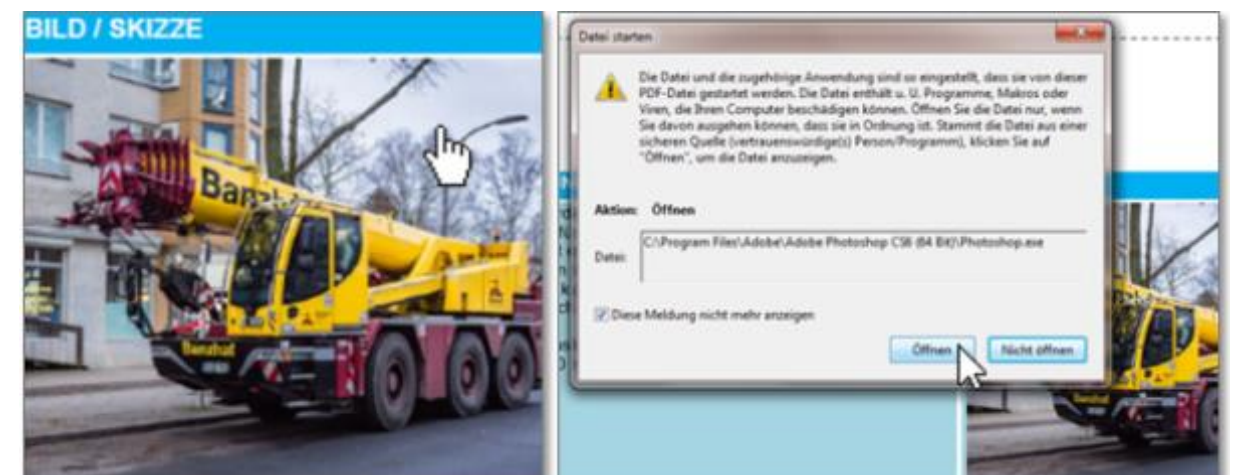 BILD / SKIZZE
Banzhaf
Datei starten
Die Datei und die zugehörige Anwendung sind so eingestellt, dass sie von dieser
PDF-Datei gestartet werden. Die Datei enthält u. U. Programme, Makros oder
Viren, die Ihren Computer beschädigen können. Öffnen Sie die Datei nur, wenn
Sie davon ausgehen können, dass sie in Ordnung ist. Stammt die Datei aus einer
sicheren Quelle (vertrauenswürdige(s) Person/Programm), klicken Sie auf
"Öffnen", um die Datei anzuzeigen.
Aktion: Öffnen
Datei: C:\Program Files\Adobe\Adobe Photoshop CS6 (64 Bit)\Photoshop.exe
Diese Meldung nicht mehr anzeigen
Öffnen Nicht öffnen
Banzhaf